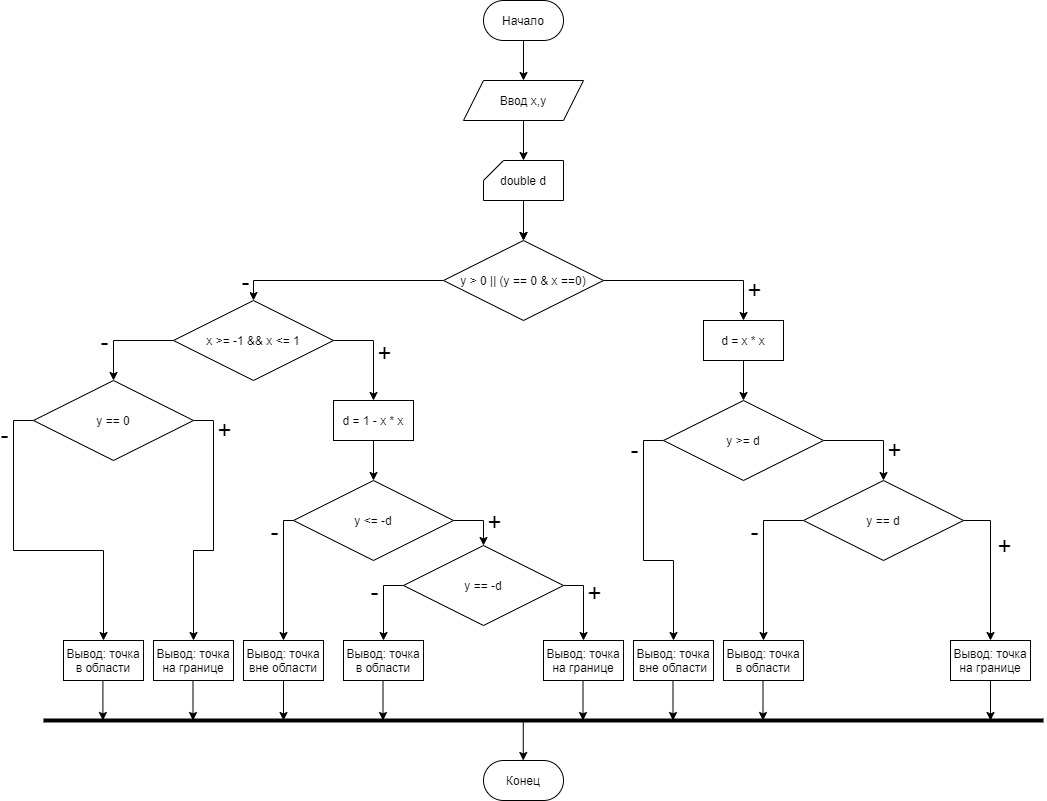 Начало
Ввод x,y
double d
y > 0 || (y == 0 & x ==0)
-
+
x >= -1 && x <= 1
d = x * x
-
+
y == 0
d = 1 - x * x
y >= d
-
+
-
+
y <= -d
y == d
-
+
-
+
y == -d
-
+
Вывод: точка
в области
Вывод: точка
на границе
Вывод: точка
вне области
Вывод: точка
в области
Вывод: точка
на границе
Вывод: точка
вне области
Вывод: точка
в области
Вывод: точка
на границе
Конец